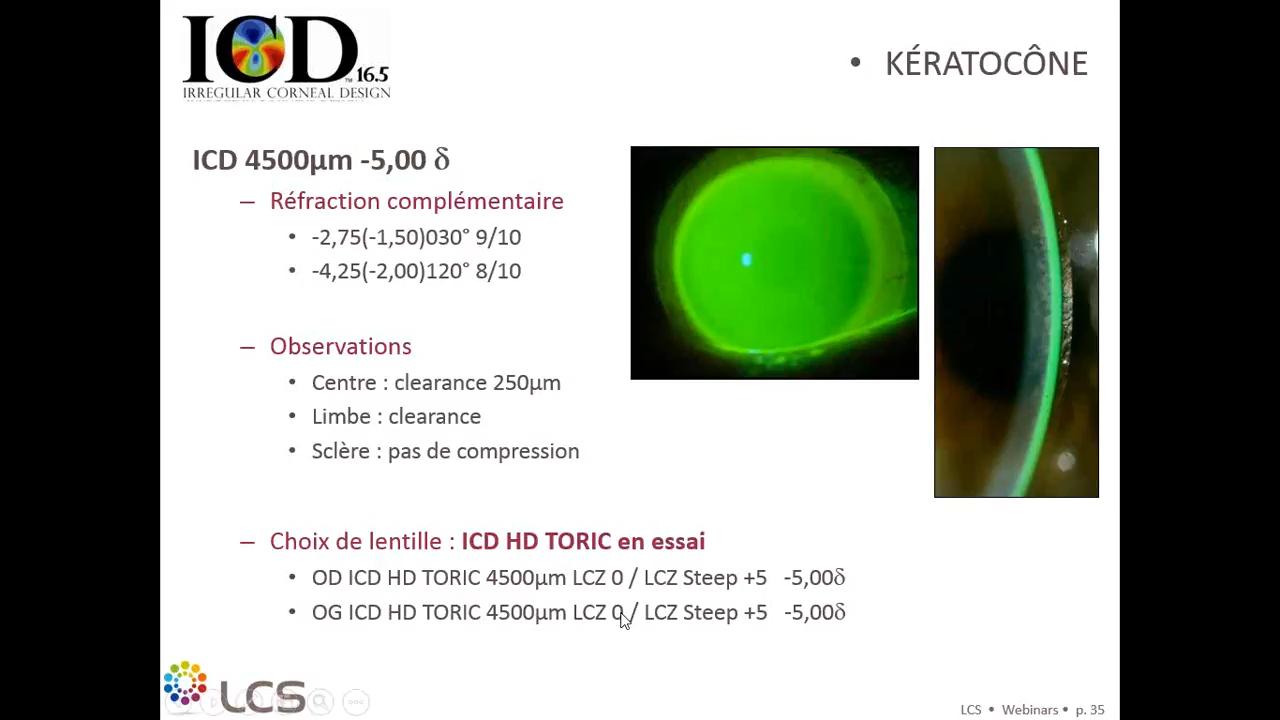 ICD 16.5
™
IRREGULAR CORNEAL DESIGN
• KÉRATOCÔNE
ICD 4500µm -5,00 δ
– Réfraction complémentaire
• -2,75(-1,50)030° 9/10
• -4,25(-2,00)120° 8/10
– Observations
• Centre : clearance 250µm
• Limbe : clearance
• Sclère : pas de compression
– Choix de lentille : ICD HD TORIC en essai
• OD ICD HD TORIC 4500µm LCZ 0 / LCZ Steep +5 -5,00δ
• OG ICD HD TORIC 4500µm LCZ 0 / LCZ Steep +5 -5,00δ
LCS
LCS • Webinars • p. 35